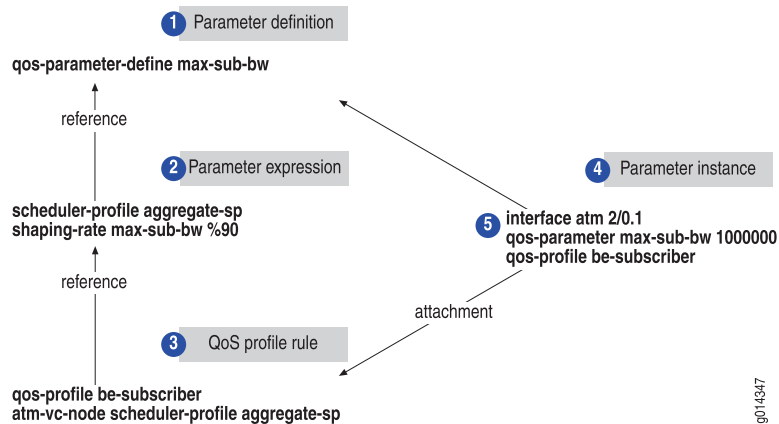 1 Parameter definition
qos-parameter-define max-sub-bw
reference
2 Parameter expression
4 Parameter instance
scheduler-profile aggregate-sp
shaping-rate max-sub-bw %90
5 interface atm 2/0.1
qos-parameter max-sub-bw 1000000
qos-profile be-subscriber
reference
attachment
3 QoS profile rule
qos-profile be-subscriber
atm-vc-node scheduler-profile aggregate-sp
g014347